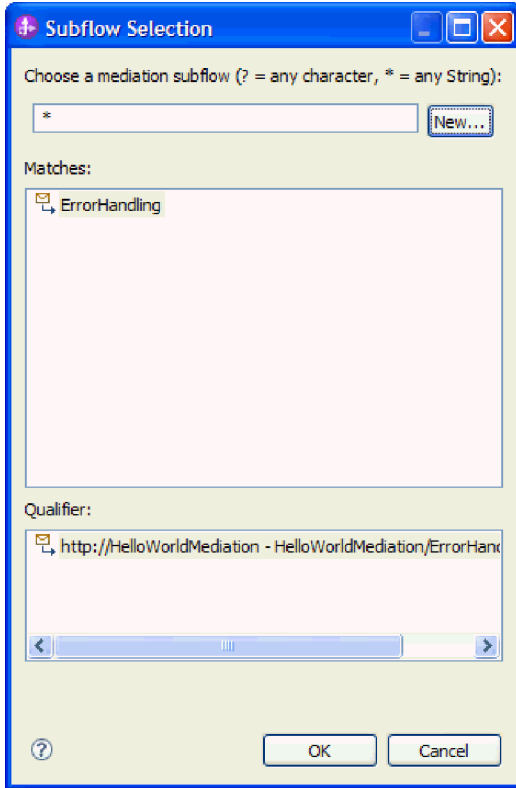 Subflow Selection
Choose a mediation subflow (? = any character, * = any String):
*
New...
Matches:
ErrorHandling
Qualifier:
http://HelloWorldMediation - HelloWorldMediation/ErrorHand
?
OK
Cancel